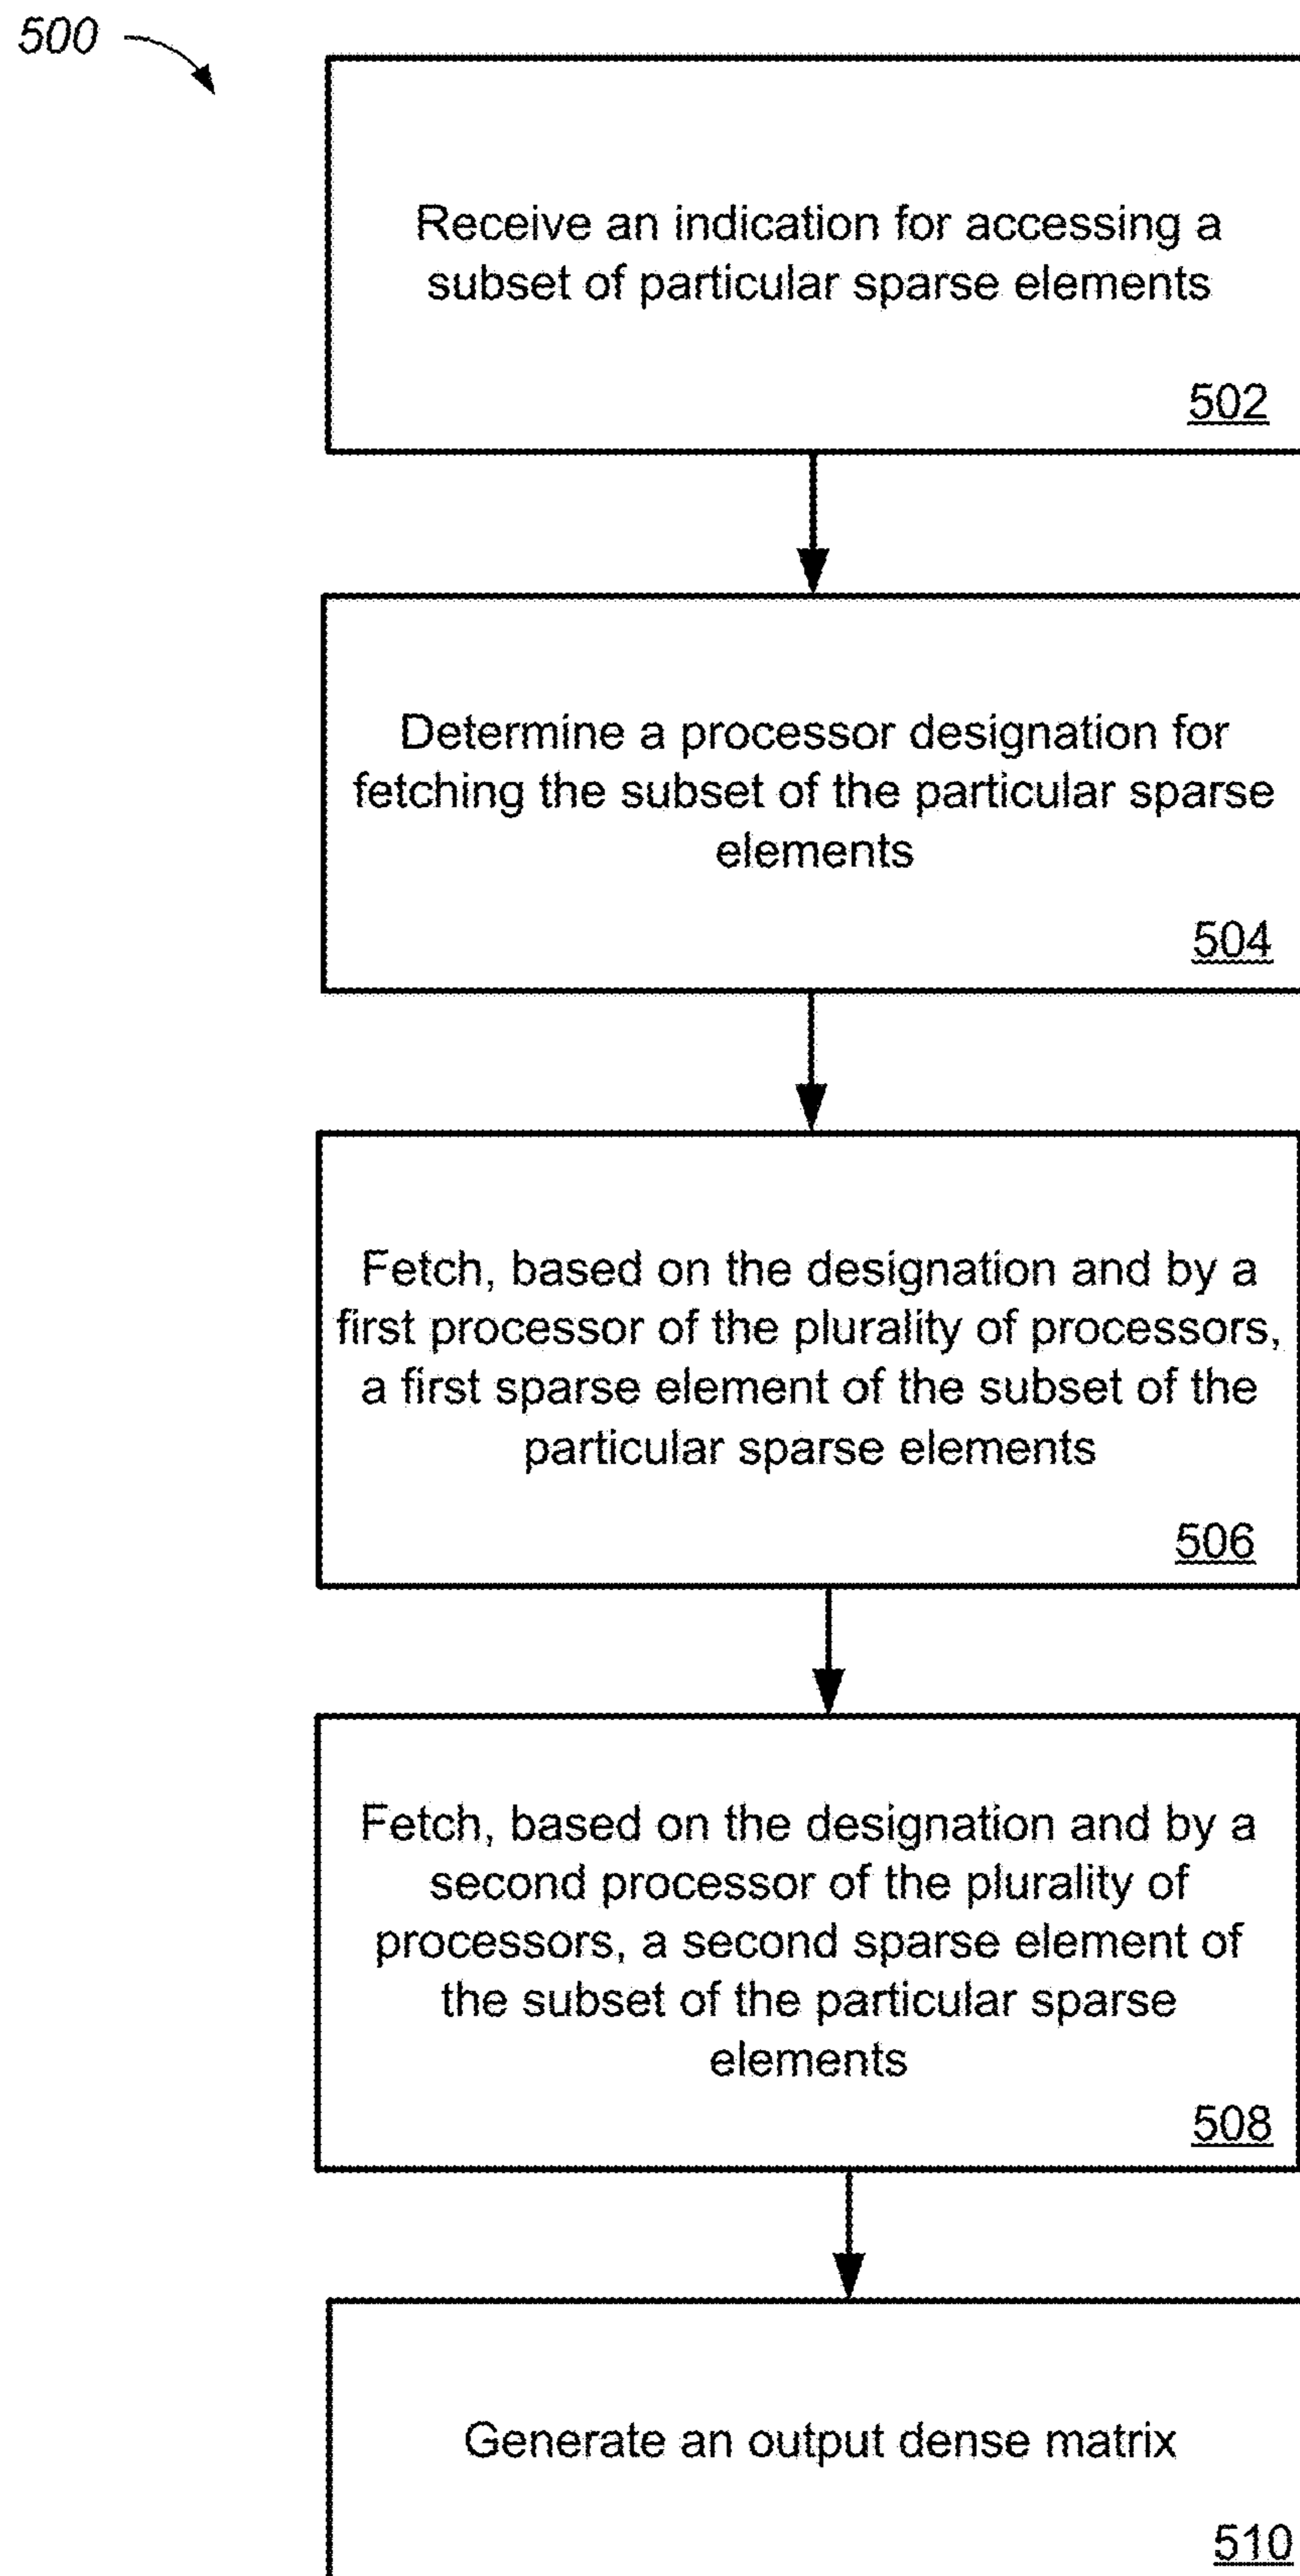 500
Receive an indication for accessing a
subset of particular sparse elements
502
Determine a processor designation for
fetching the subset of the particular sparse
elements
504
Fetch, based on the designation and by a
first processor of the plurality of processors,
a first sparse element of the subset of the
particular sparse elements
506
Fetch, based on the designation and by a
second processor of the plurality of
processors, a second sparse element of
the subset of the particular sparse
elements
508
Generate an output dense matrix
510